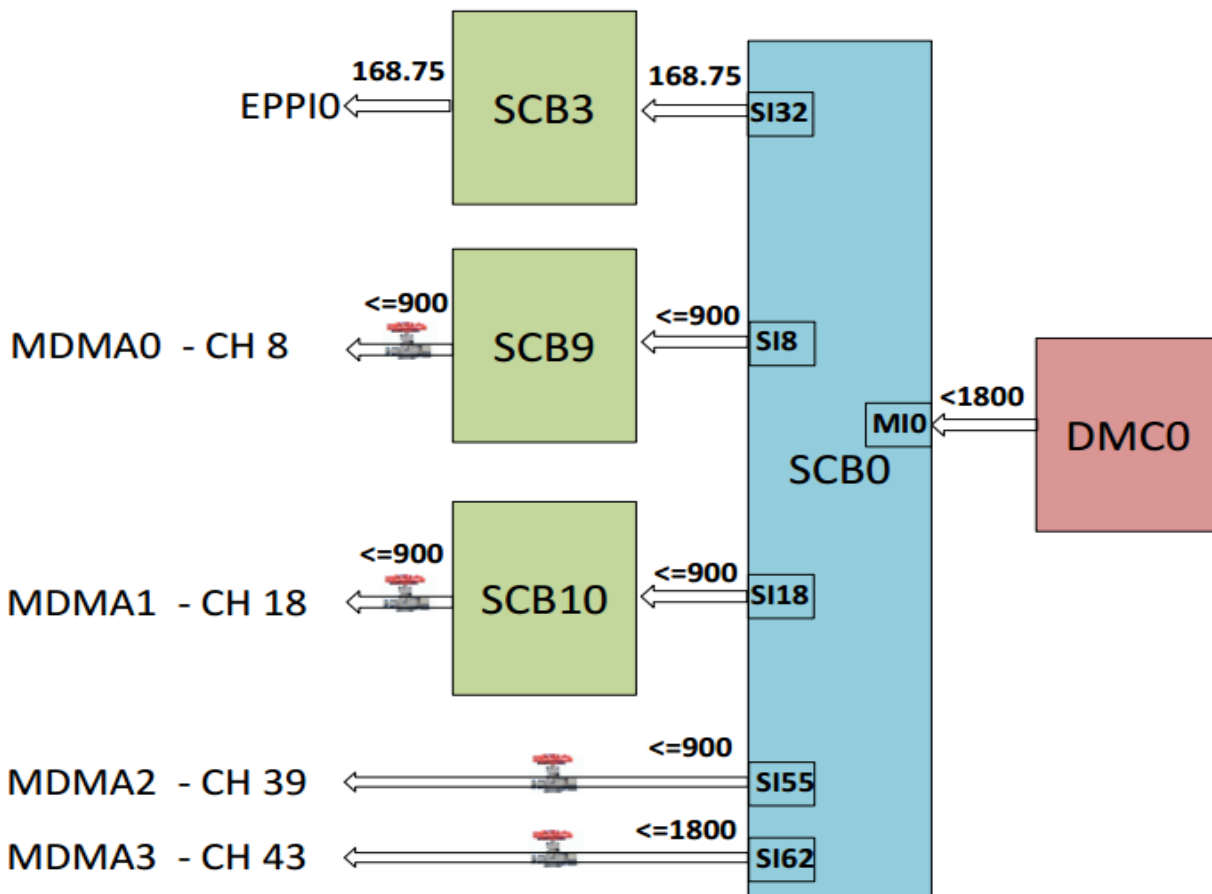 168.75
168.75
EPPI0
SCB3
SI32
<=900
<=900
MDMA0 - CH 8
SCB9
SI8
<1800
MI0
DMC0
SCB0
<=900
<=900
MDMA1 - CH 18
SCB10
SI18
<=900
MDMA2 - CH 39
SI55
<=1800
MDMA3 - CH 43
SI62